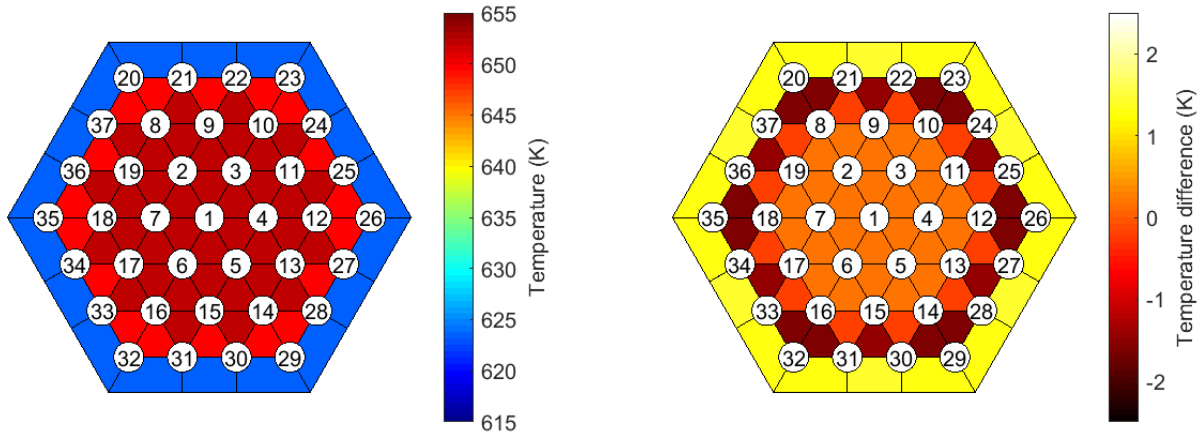 20 21 22 23
37 8 9 10 24
36 19 2 3 11 25
35 18 7 1 4 12 26
34 17 6 5 13 27
33 16 15 14 28
32 31 30 29
655
650
645
640
635
630
625
620
615
Temperature (K)
20 21 22 23
37 8 9 10 24
36 19 2 3 11 25
35 18 7 1 4 12 26
34 17 6 5 13 27
33 16 15 14 28
32 31 30 29
2
1
0
-1
-2
Temperature difference (K)